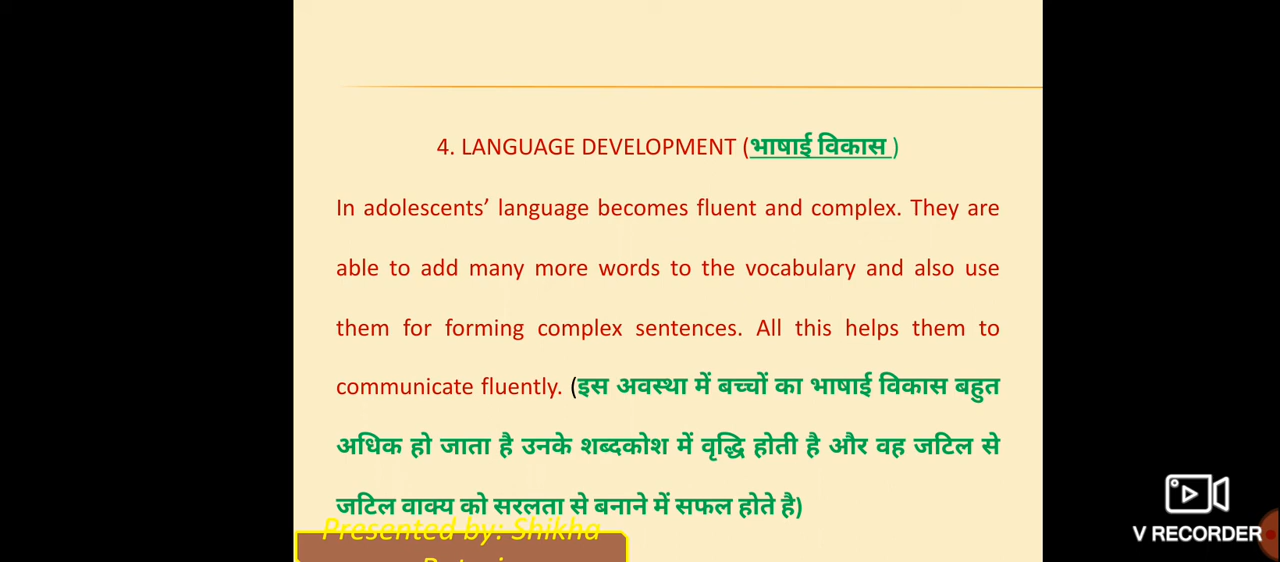 4. LANGUAGE DEVELOPMENT (भाषाई विकास )
In adolescents’ language becomes fluent and complex. They are
able to add many more words to the vocabulary and also use
them for forming complex sentences. All this helps them to
communicate fluently. (इस अवस्था में बच्चों का भाषाई विकास बहुत
अधिक हो जाता है उनके शब्दकोश में वृद्धि होती है और वह जटिल से
जटिल वाक्य को सरलता से बनाने में सफल होते है)
Presented by: Shikha
V RECORDER